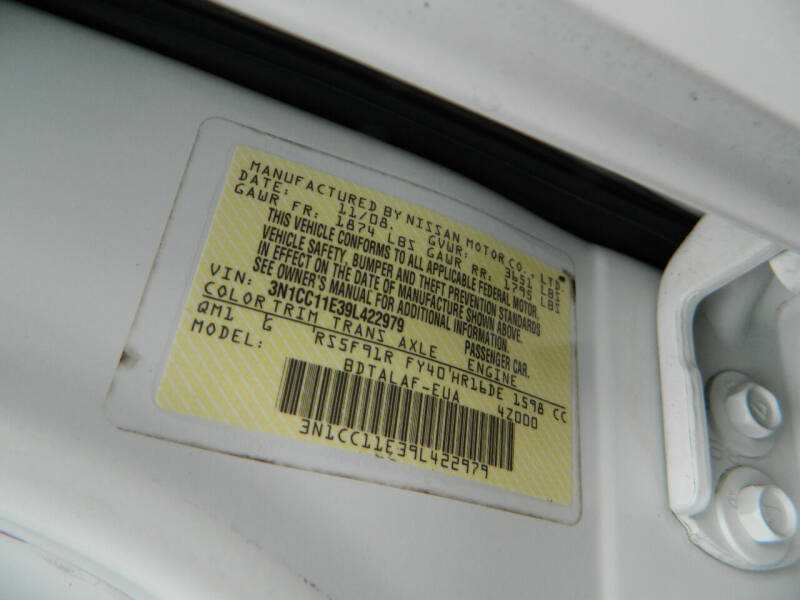 MANUFACTURED BY NISSAN MOTOR CO., LTD.
DATE: 11/08. GVWR: 3651 LBS
GAWR FR: 1874 LBS GAWR RR: 1795 LBS
THIS VEHICLE CONFORMS TO ALL APPLICABLE FEDERAL MOTOR
VEHICLE SAFETY, BUMPER AND THEFT PREVENTION STANDARDS
IN EFFECT ON THE DATE OF MANUFACTURE SHOWN ABOVE.
SEE OWNER'S MANUAL FOR ADDITIONAL INFORMATION.
VIN: 3N1CC11E39L422979 PASSENGER CAR.
COLOR TRIM TRANS AXLE ENGINE
QM1 G RS5F91R FY40 HR16DE 1598 CC
MODEL: BDTALAF-EUA 4Z000
3N1CC11E39L422979